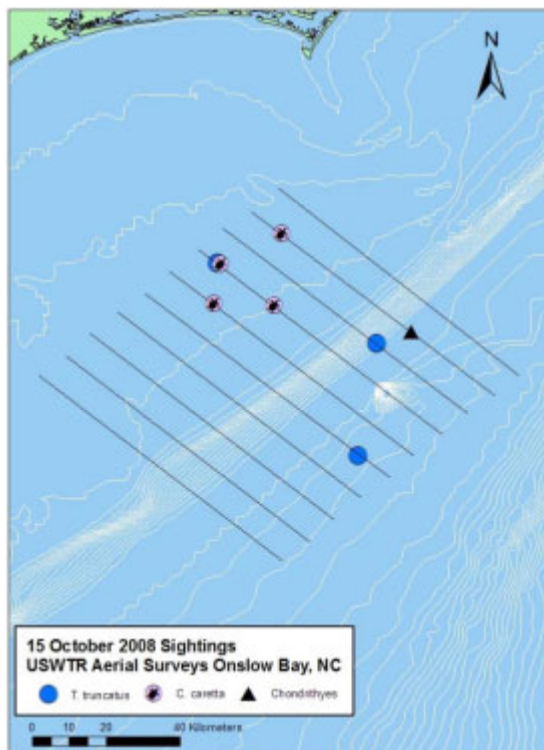 N
15 October 2008 Sightings
USWTR Aerial Surveys Onslow Bay, NC
T. truncatus C. caretta Chondrithyes
0 10 20 40 Kilometers